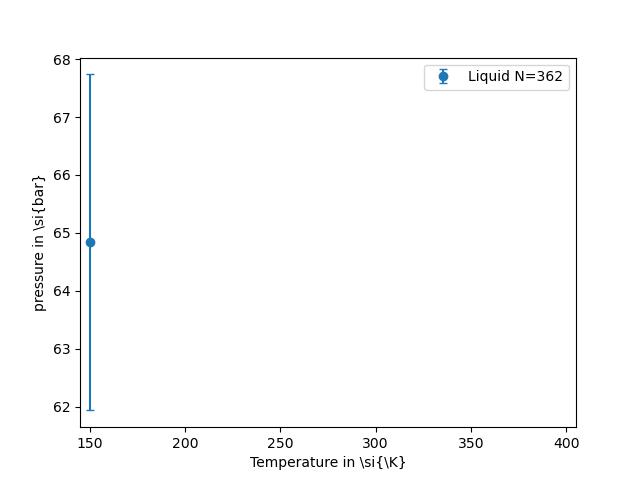 68
67
66
65
64
63
62
pressure in \si{bar}
Liquid N=362
150 200 250 300 350 400
Temperature in \si{\K}